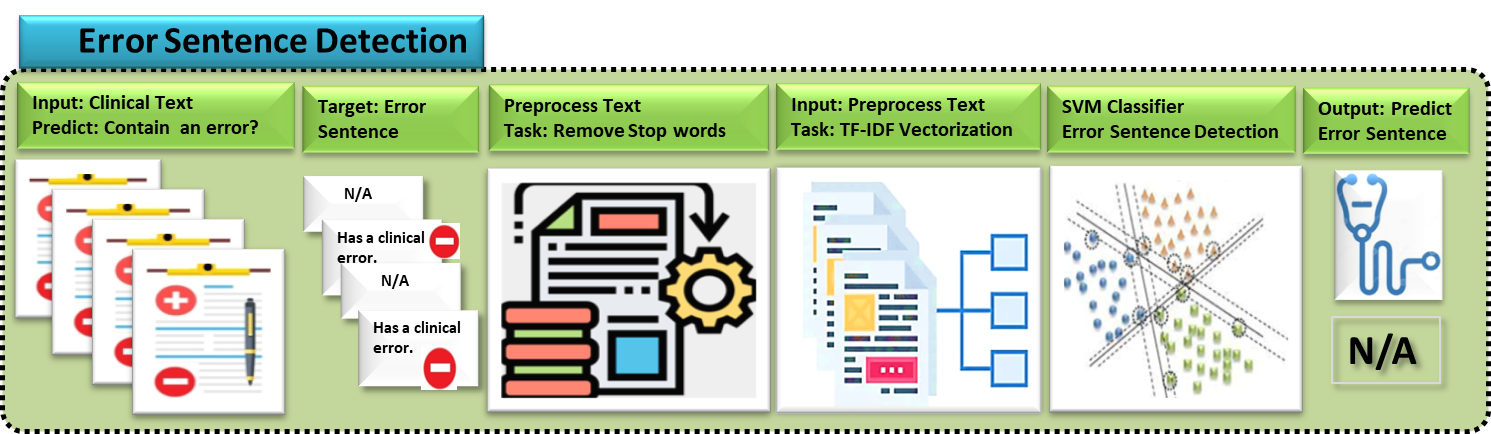 Error Sentence Detection
Input: Clinical Text
Predict: Contain an error?
Target: Error
Sentence
Preprocess Text
Task: Remove Stop words
Input: Preprocess Text
Task: TF-IDF Vectorization
SVM Classifier
Error Sentence Detection
Output: Predict
Error Sentence
N/A
Has a clinical
error.
N/A
Has a clinical
error.
N/A